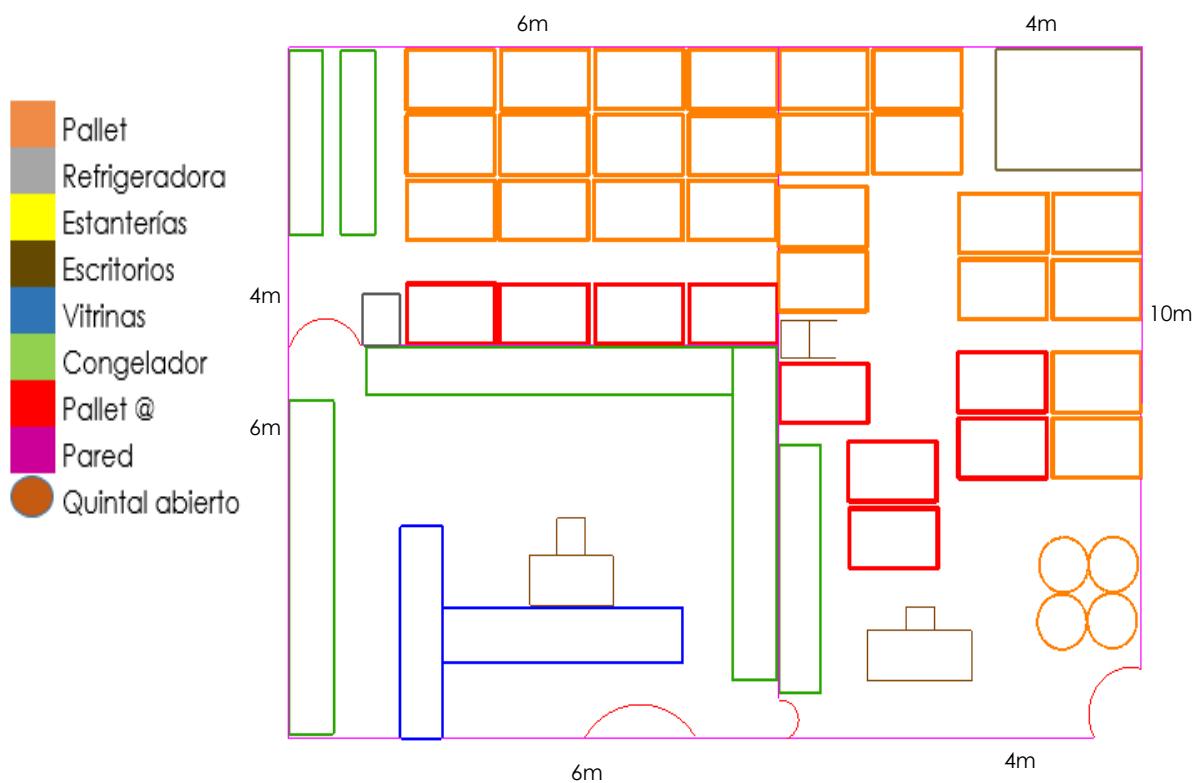 6m
4m
Pallet
Refrigeradora
Estanterías
Escritorios
Vitrinas
Congelador
Pallet @
Pared
Quintal abierto
4m
10m
6m
6m
4m